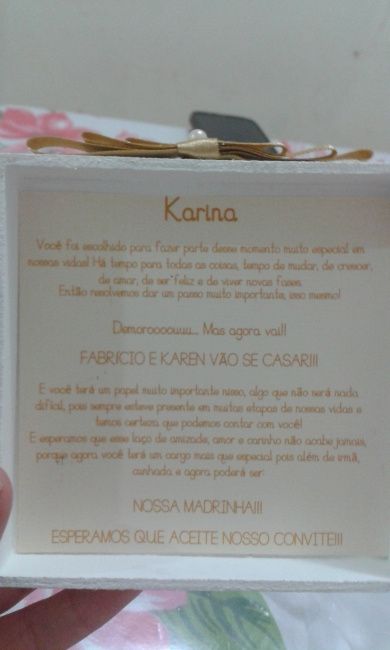 Karina
Você foi escolhido para fazer parte desse momento muito especial em
nossas vidas! Há tempo para todas as coisas, tempo de mudar, de crescer,
de amar, de ser feliz e de viver novas fases.
Então resolvemos dar um passo muito importante, isso mesmo!
Demorooooouuu... Mas agora vai!!
FABRÍCIO E KAREN VÃO SE CASAR!!!
E você terá um papel muito importante nisso, algo que não será nada
difícil, pois sempre esteve presente em muitas etapas de nossas vidas e
temos certeza que podemos contar com você!
E esperamos que esse laço de amizade, amor e carinho não acabe jamais,
porque agora você terá um cargo mais que especial pois além de irmã,
cunhada e agora poderá ser:
NOSSA MADRINHA!!!
ESPERAMOS QUE ACEITE NOSSO CONVITE!!!